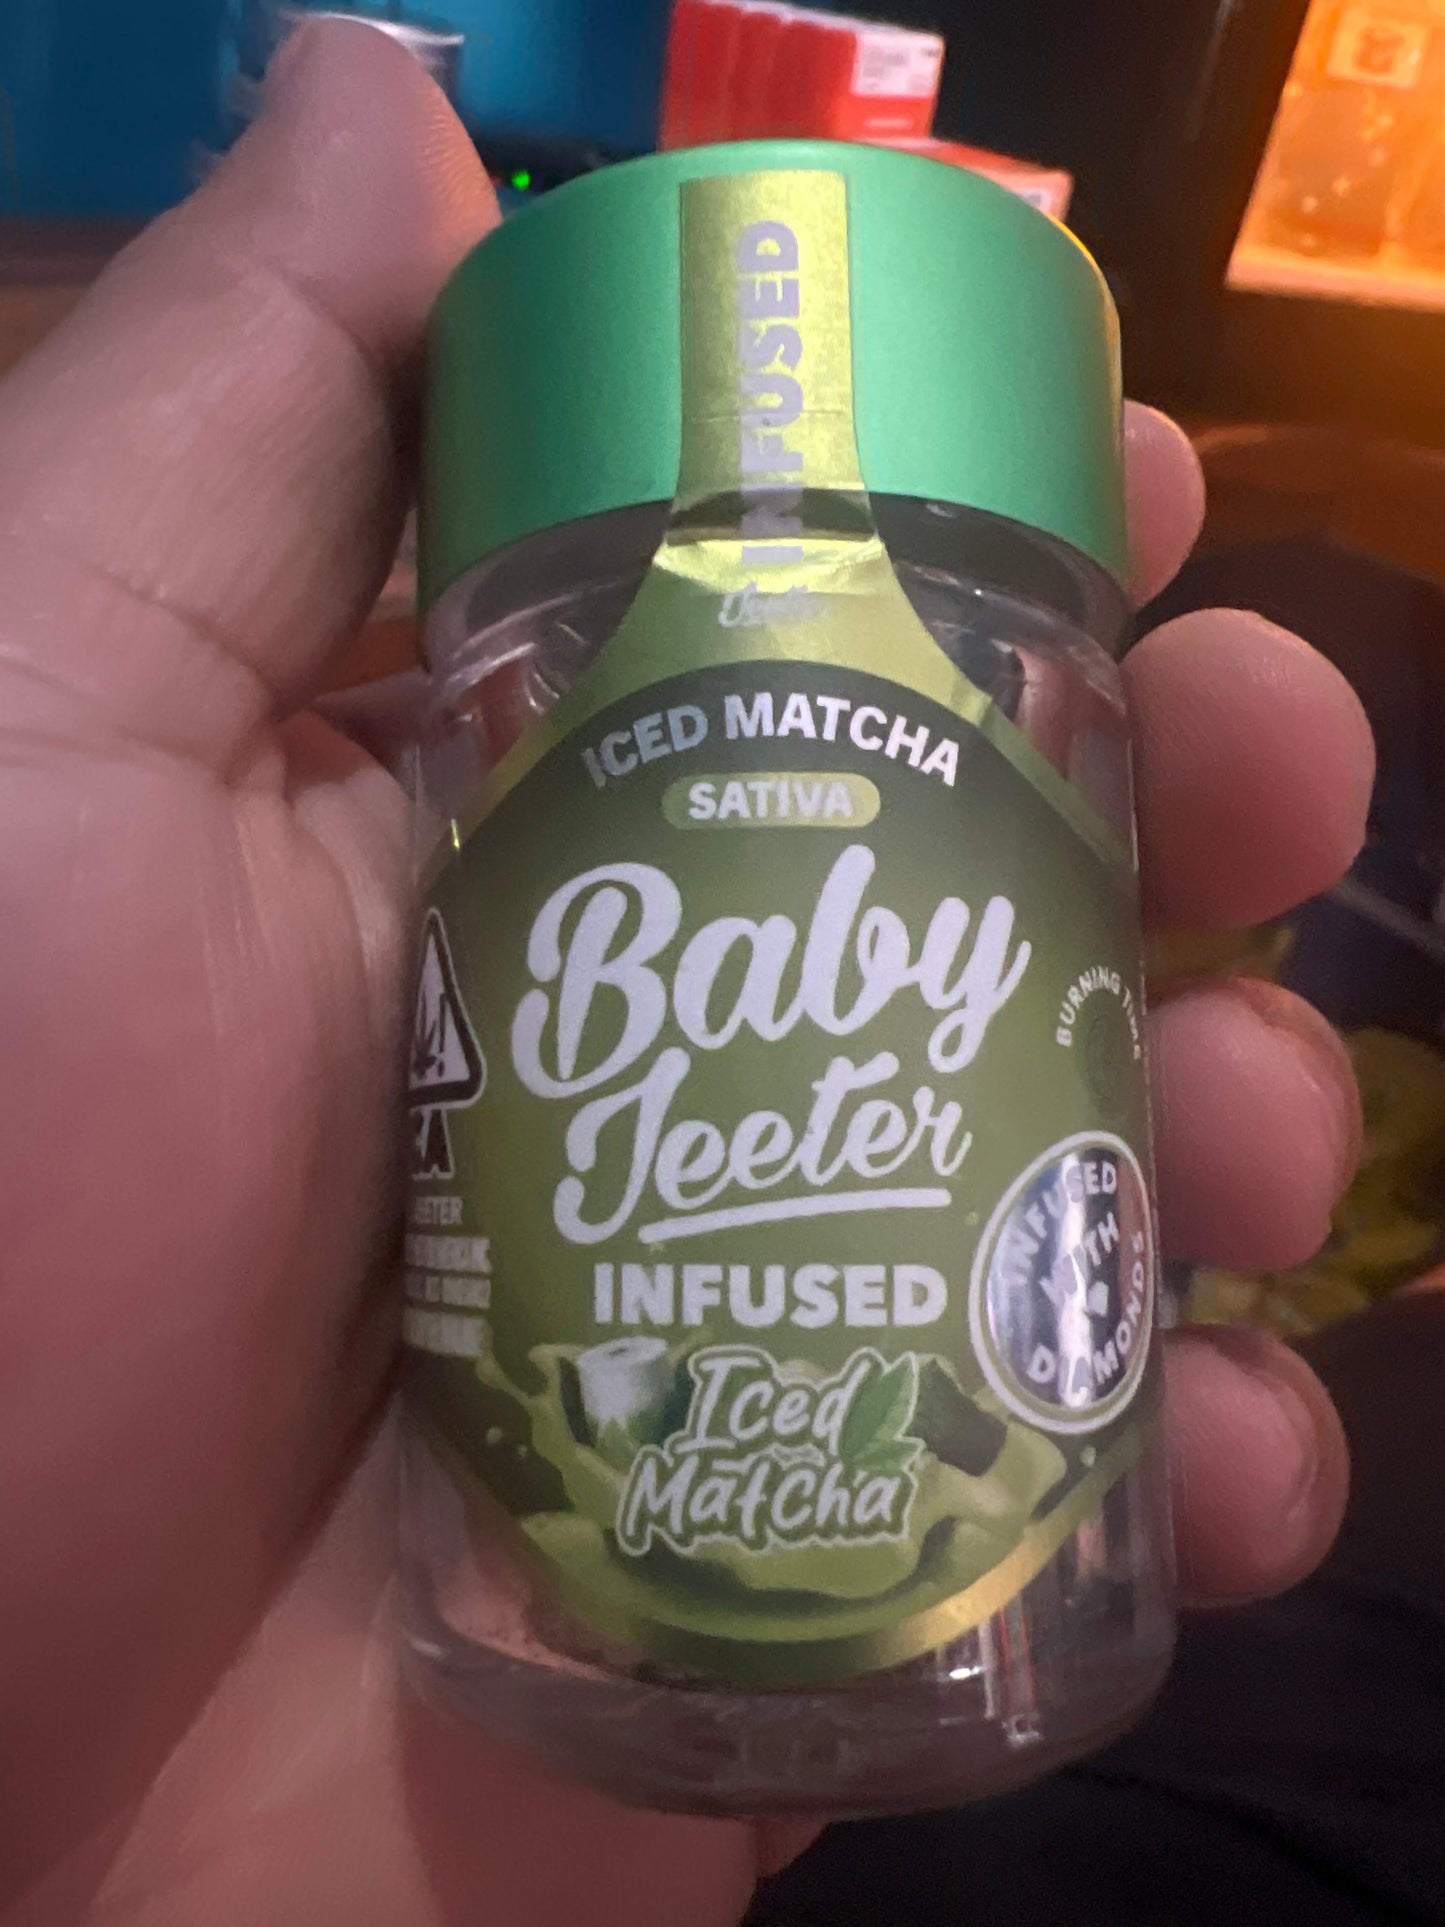 INFUSED
ICED MATCHA
SATIVA
Baby
Jeeter
INFUSED
Iced
Matcha
BURNING TIME
INFUSED
WITH
DIAMONDS